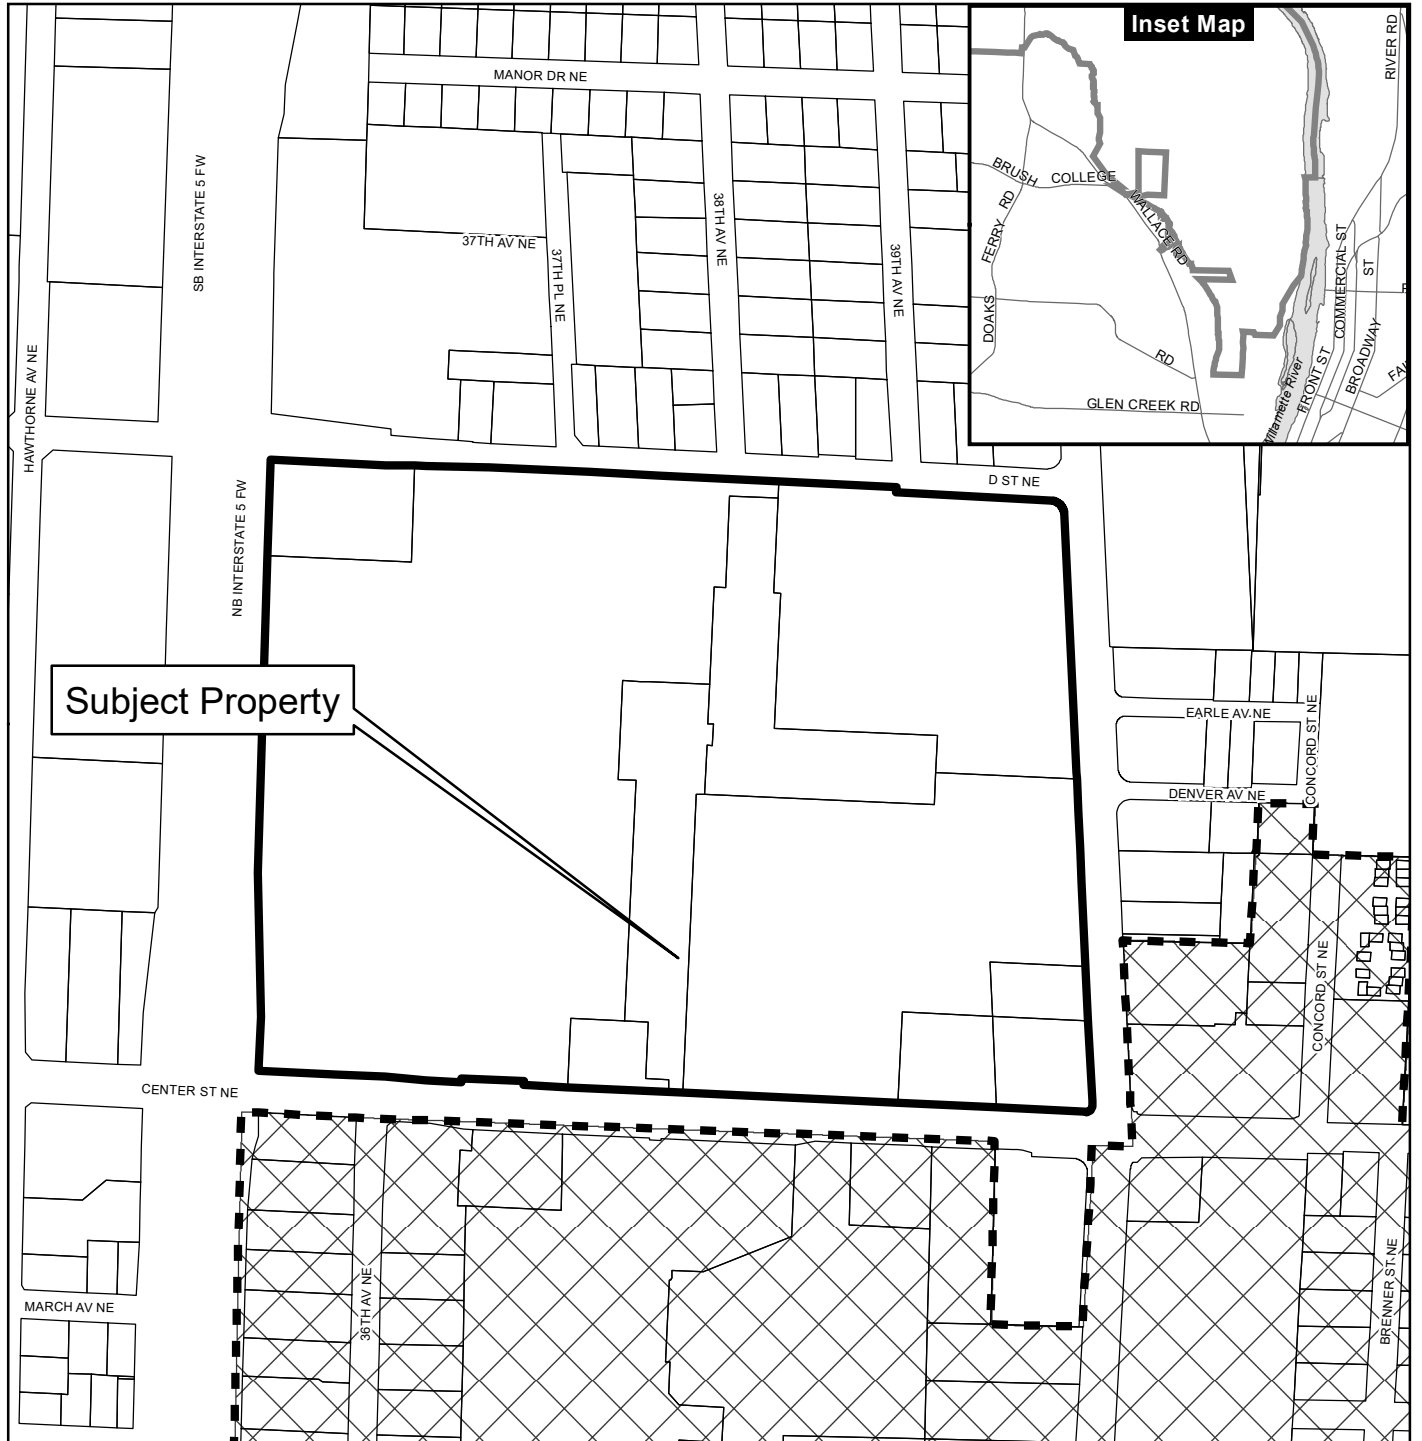 Inset Map
RIVER RD
BRUSH
COLLEGE
WALLACE RD
FERRY RD
DOAKS
RD
GLEN CREEK RD
COMMERCIAL ST
ST
BROADWAY
FRONT ST
Willamette River
MANOR DR NE
SB INTERSTATE 5 FW
38TH AV NE
37TH AV NE
37TH PL NE
39TH AV NE
HAWTHORNE AV NE
D ST NE
NB INTERSTATE 5 FW
Subject Property
EARLE AV NE
CONCORD ST NE
DENVER AV NE
CONCORD ST NE
CENTER ST NE
36TH AV NE
BRENNER ST NE
MARCH AV NE